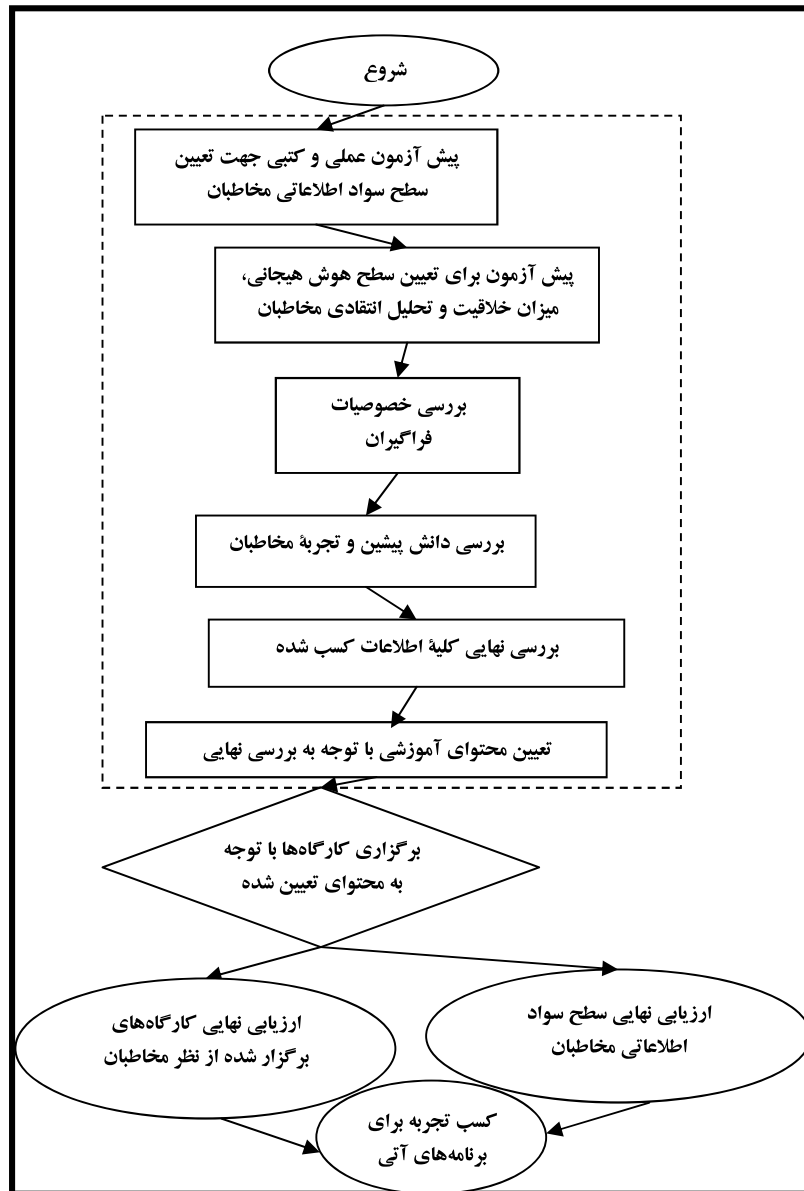 شروع
پیش آزمون عملی و کتبی جهت تعیین
سطح سواد اطلاعاتی مخاطبان
پیش آزمون برای تعیین سطح هوش هیجانی،
میزان خلاقیت و تحلیل انتقادی مخاطبان
بررسی خصوصیات
فراگیران
بررسی دانش پیشین و تجربهٔ مخاطبان
بررسی نهایی کلیهٔ اطلاعات کسب شده
تعیین محتوای آموزشی با توجه به بررسی نهایی
برگزاری کارگاه‌ها با توجه
به محتوای تعیین شده
ارزیابی نهایی سطح سواد
اطلاعاتی مخاطبان
ارزیابی نهایی کارگاه‌های
برگزار شده از نظر مخاطبان
کسب تجربه برای
برنامه‌های آتی